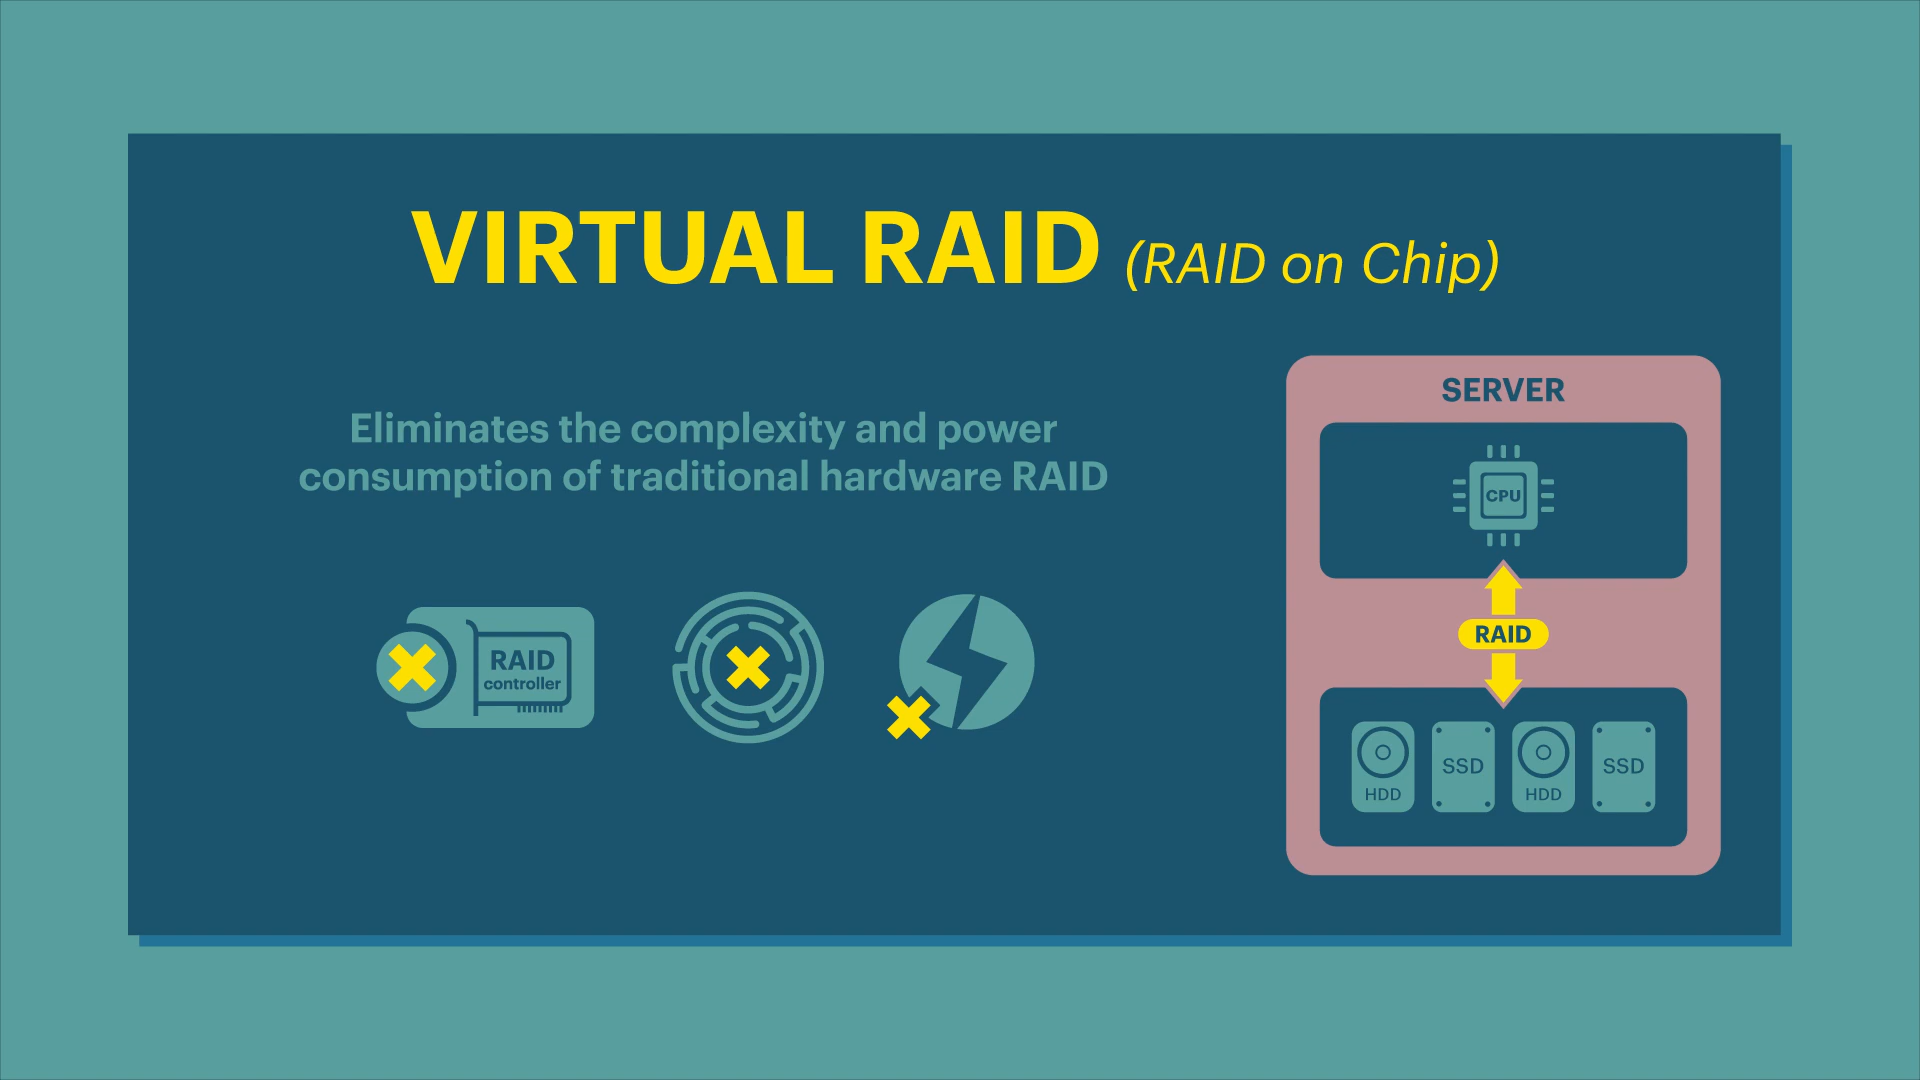 VIRTUAL RAID (RAID on Chip)
Eliminates the complexity and power
consumption of traditional hardware RAID
RAID
controller
SERVER
CPU
RAID
HDD
SSD
HDD
SSD